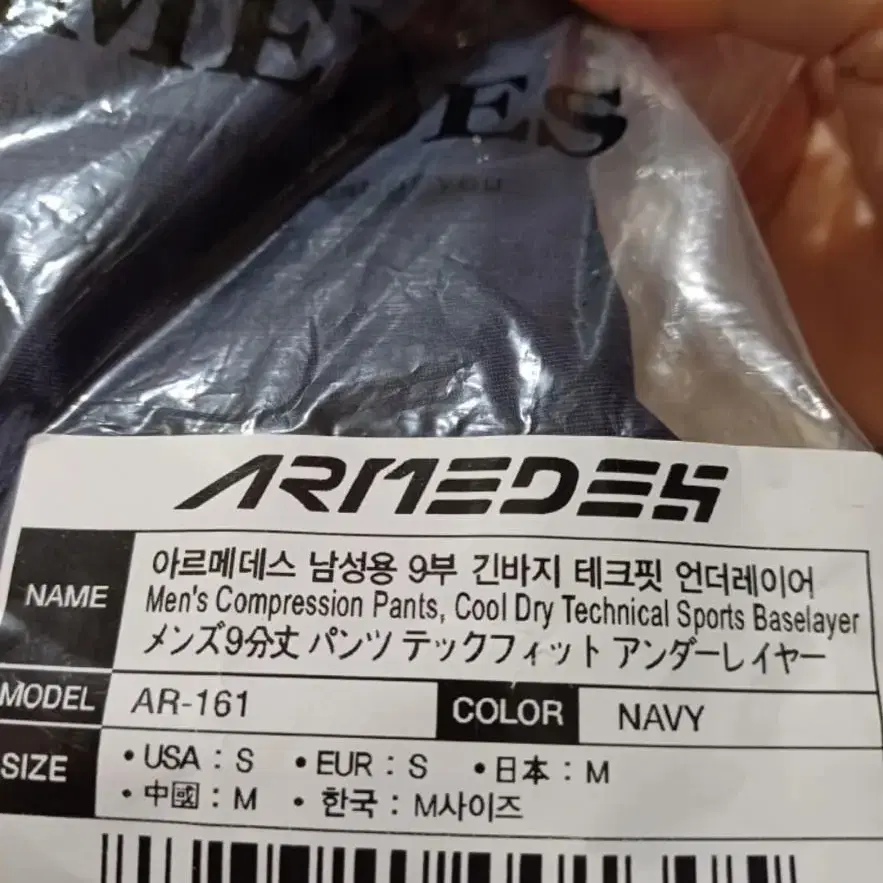 MEDES
you
ARMEDES
NAME
아르메데스 남성용 9부 긴바지 테크핏 언더레이어
Men's Compression Pants, Cool Dry Technical Sports Baselayer
メンズ9分丈 パンツ テックフィット アンダーレイヤー
MODEL AR-161 COLOR NAVY
SIZE
• USA : S • EUR : S • 日本 : M
• 中國 : M • 한국 : M사이즈